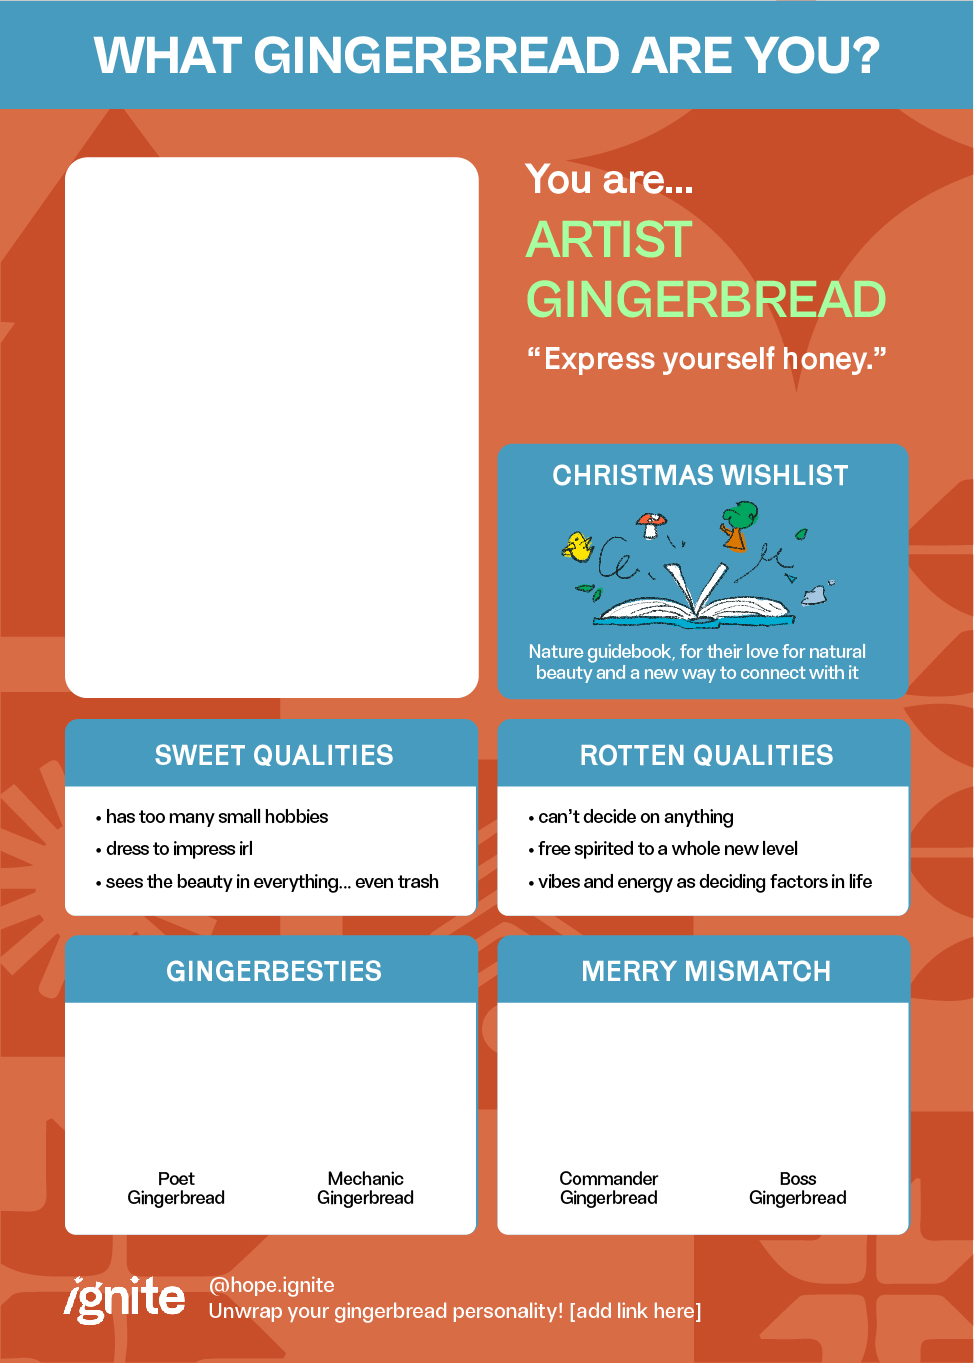 WHAT GINGERBREAD ARE YOU?
You are...
ARTIST
GINGERBREAD
“Express yourself honey.”
CHRISTMAS WISHLIST
Nature guidebook, for their love for natural
beauty and a new way to connect with it
SWEET QUALITIES
• has too many small hobbies
• dress to impress irl
• sees the beauty in everything... even trash
ROTTEN QUALITIES
• can’t decide on anything
• free spirited to a whole new level
• vibes and energy as deciding factors in life
GINGERBESTIES
Poet
Gingerbread
Mechanic
Gingerbread
MERRY MISMATCH
Commander
Gingerbread
Boss
Gingerbread
ignite
@hope.ignite
Unwrap your gingerbread personality! [add link here]